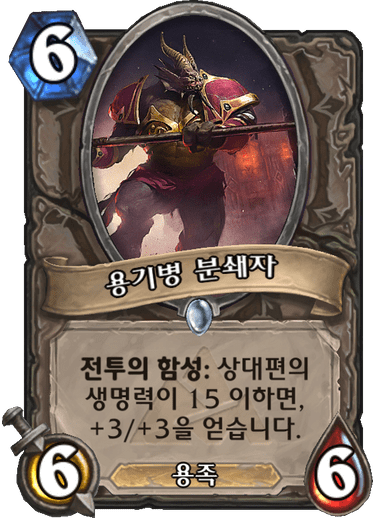 6
용기병 분쇄자
전투의 함성: 상대편의
생명력이 15 이하면,
+3/+3을 얻습니다.
6
용족
6